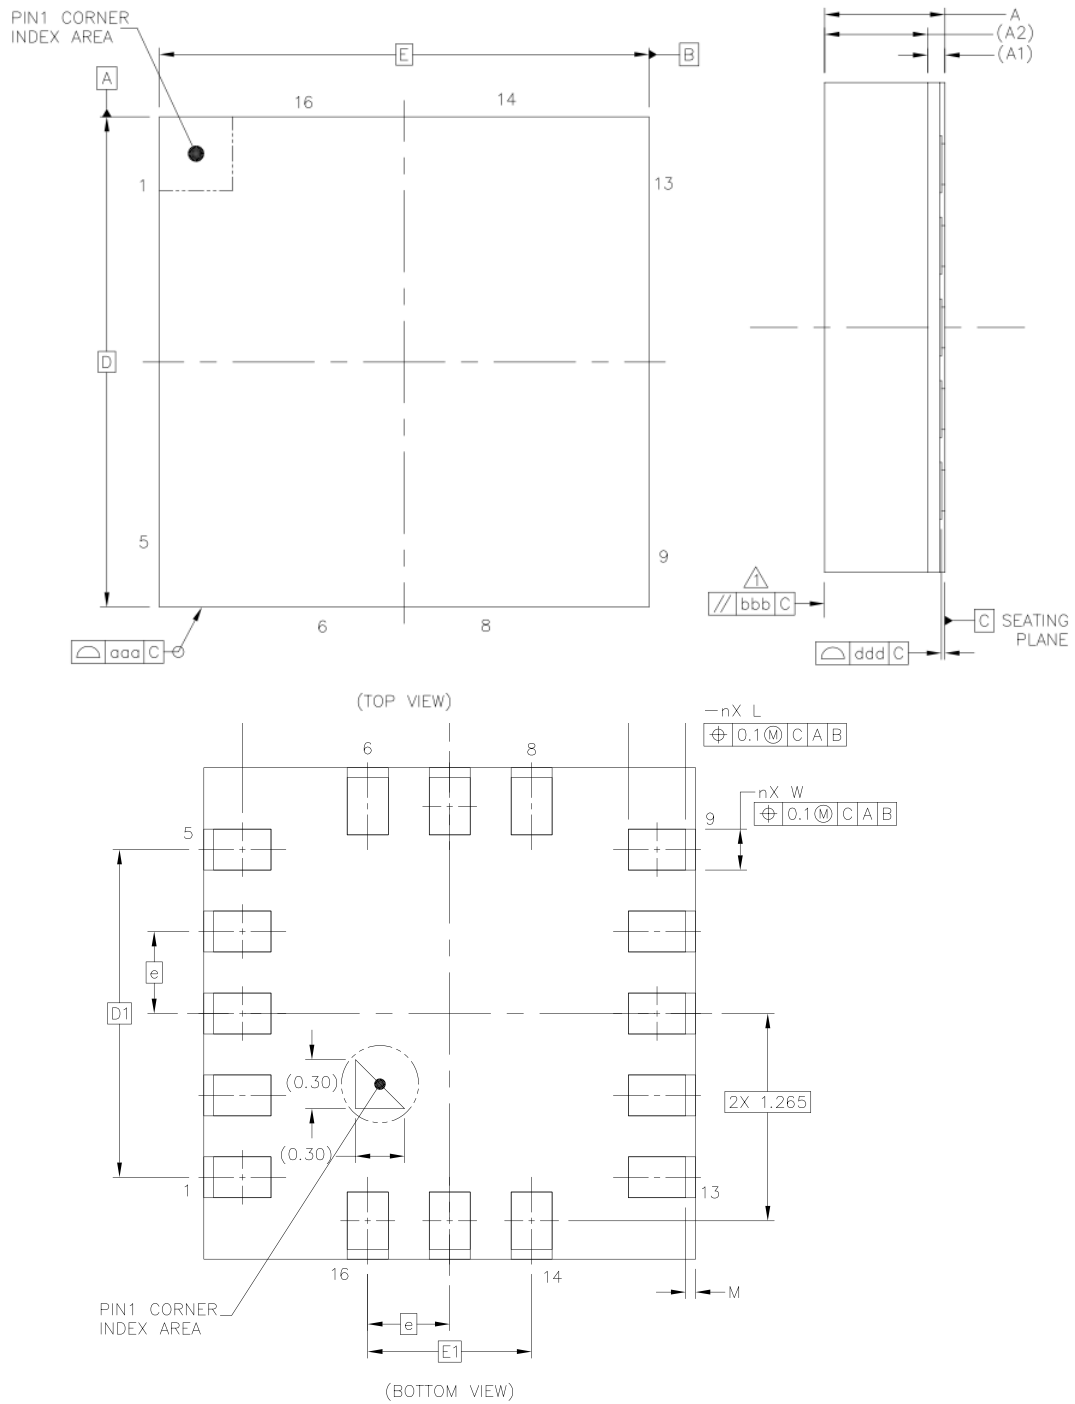 PIN1 CORNER
INDEX AREA
E
B
A
16
14
1
13
D
5
9
6
8
⌓ aaa C
(TOP VIEW)
A
(A2)
(A1)
1
// bbb C
C SEATING
PLANE
⌓ ddd C
nX L
⌖ 0.1 Ⓜ C A B
nX W
⌖ 0.1 Ⓜ C A B
6
8
5
9
e
D1
(0.30)
(0.30)
2X 1.265
1
13
16
14
M
PIN1 CORNER
INDEX AREA
e
E1
(BOTTOM VIEW)